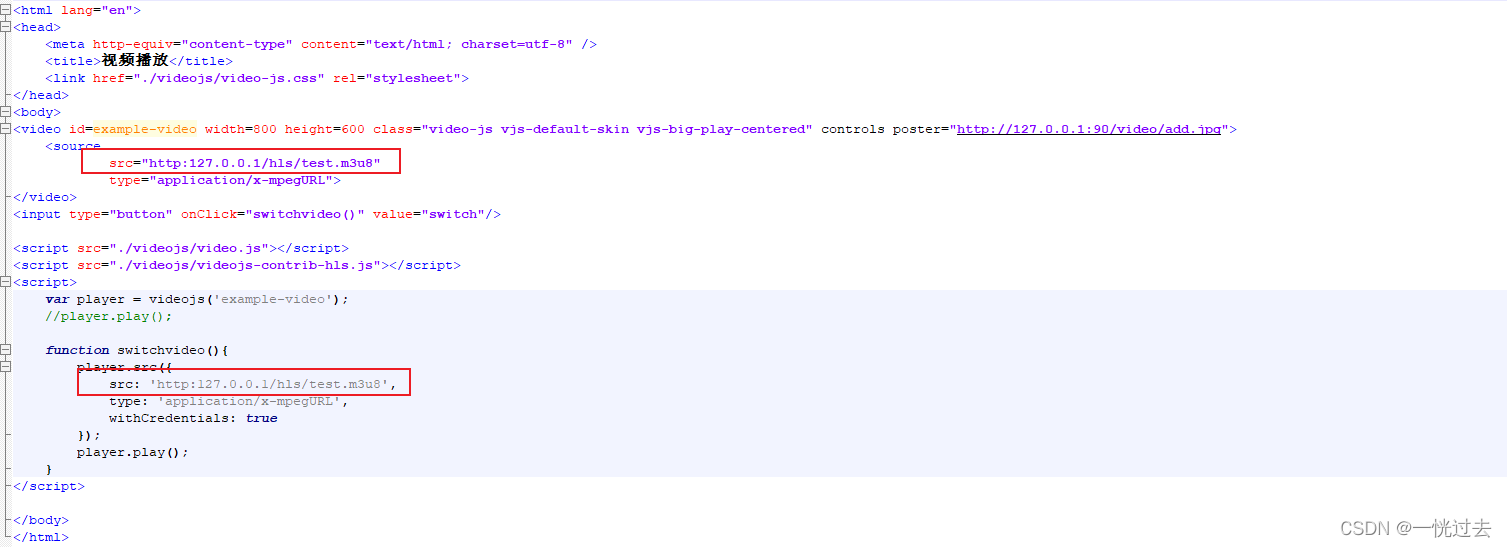 <html lang="en">
<head>
    <meta http-equiv="content-type" content="text/html; charset=utf-8" />
    <title>视频播放</title>
    <link href="./videojs/video-js.css" rel="stylesheet">
</head>
<body>
<video id=example-video width=800 height=600 class="video-js vjs-default-skin vjs-big-play-centered" controls poster="http://127.0.0.1:90/video/add.jpg">
    <source
            src="http:127.0.0.1/hls/test.m3u8"
            type="application/x-mpegURL">
</video>
<input type="button" onClick="switchvideo()" value="switch"/>
<script src="./videojs/video.js"></script>
<script src="./videojs/videojs-contrib-hls.js"></script>
<script>
    var player = videojs('example-video');
    //player.play();
    function switchvideo(){
        player.src({
            src: 'http:127.0.0.1/hls/test.m3u8',
            type: 'application/x-mpegURL',
            withCredentials: true
        });
        player.play();
    }
</script>
</body>
</html>
CSDN @一恍过去